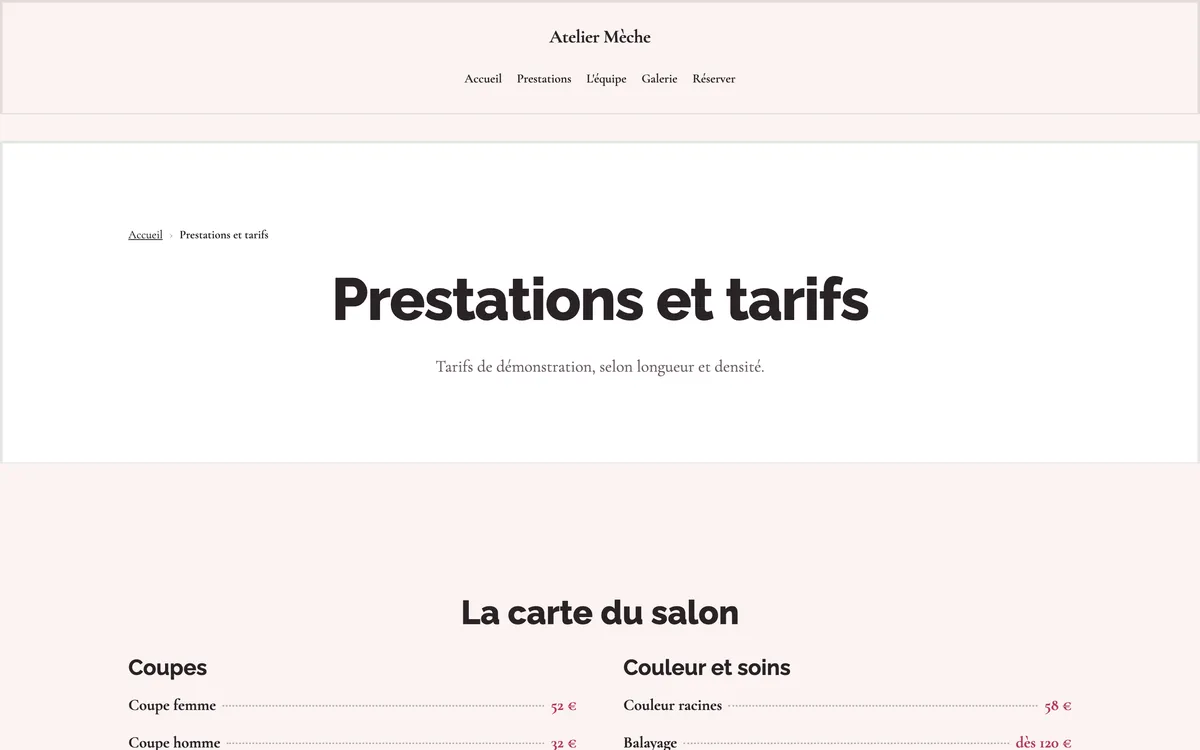 Atelier Mèche
Accueil Prestations L'équipe Galerie Réserver
Accueil › Prestations et tarifs
Prestations et tarifs
Tarifs de démonstration, selon longueur et densité.
La carte du salon
Coupes
Coupe femme 52 €
Coupe homme 32 €
Couleur et soins
Couleur racines 58 €
Balayage dès 120 €